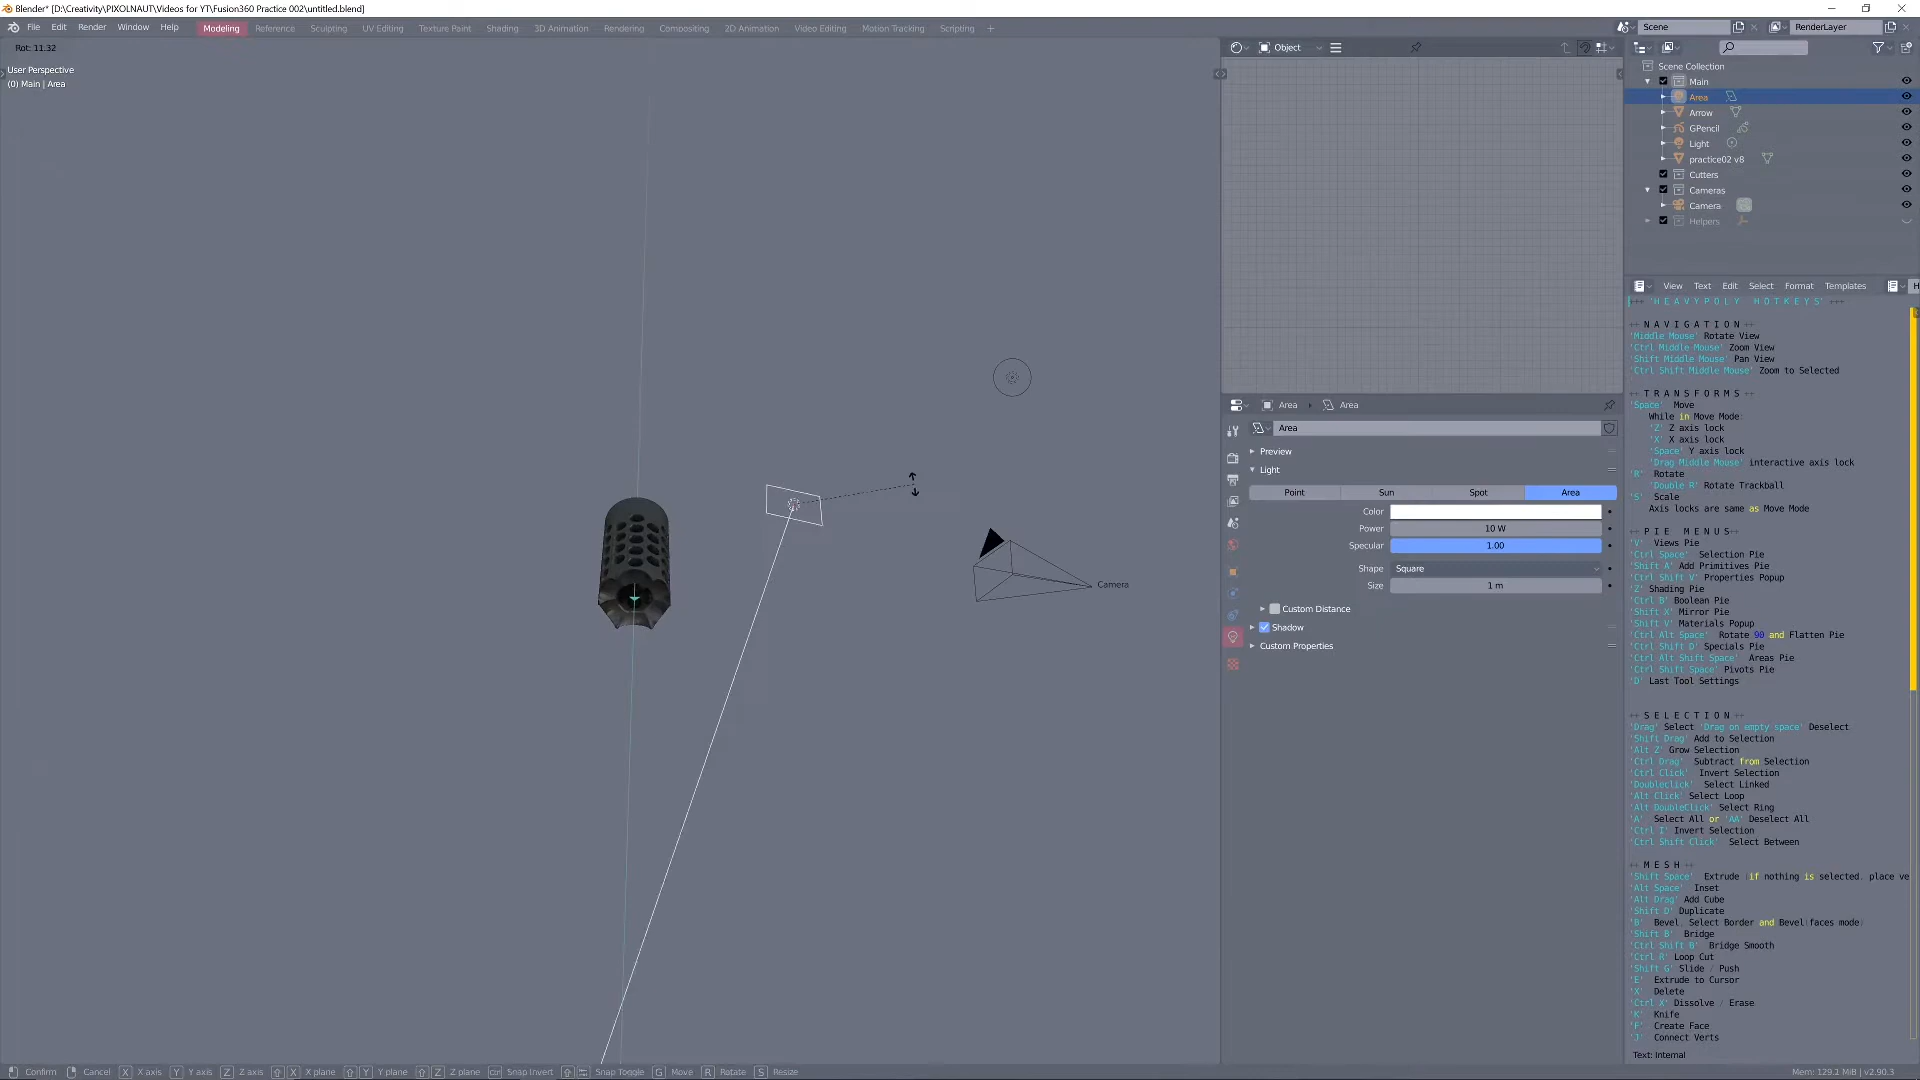 Blender* [D:\Creativity\PIXOLNAUT\Videos for YT\Fusion360 Practice 002\untitled.blend]
File Edit Render Window Help Modeling Reference Sculpting UV Editing Texture Paint Shading 3D Animation Rendering Compositing 2D Animation Video Editing Motion Tracking Scripting +
Scene
RenderLayer
Rot: 11.32
User Perspective
(0) Main | Area
Camera
Object
Area Area
Area
Preview
Light
Point Sun Spot Area
Color
Power 10 W
Specular 1.00
Shape Square
Size 1 m
Custom Distance
Shadow
Custom Properties
Scene Collection
Main
Area
Arrow
GPencil
Light
practice02 v8
Cutters
Cameras
Camera
Helpers
View Text Edit Select Format Templates
'H E A V Y P O L Y   H O T K E Y S' +++
++ N A V I G A T I O N ++
'Middle Mouse' Rotate View
'Ctrl Middle Mouse' Zoom View
'Shift Middle Mouse' Pan View
'Ctrl Shift Middle Mouse' Zoom to Selected
++ T R A N S F O R M S ++
'Space' Move
While in Move Mode:
'Z' Z axis lock
'X' X axis lock
'Space' Y axis lock
'Drag Middle Mouse' interactive axis lock
'R' Rotate
'Double R' Rotate Trackball
'S' Scale
Axis locks are same as Move Mode
++ P I E   M E N U S++
'V' Views Pie
'Ctrl Space' Selection Pie
'Shift A' Add Primitives Pie
'Ctrl Shift V' Properties Popup
'Z' Shading Pie
'Ctrl B' Boolean Pie
'Shift X' Mirror Pie
'Shift V' Materials Popup
'Ctrl Alt Space' Rotate 90 and Flatten Pie
'Ctrl Shift D' Specials Pie
'Ctrl Alt Shift Space' Areas Pie
'Ctrl Shift Space' Pivots Pie
'D' Last Tool Settings
++ S E L E C T I O N ++
'Drag' Select 'Drag on empty space' Deselect
'Shift Drag' Add to Selection
'Alt Z' Grow Selection
'Ctrl Drag' Subtract from Selection
'Ctrl Click' Invert Selection
'Doubleclick' Select Linked
'Alt Click' Select Loop
'Alt DoubleClick' Select Ring
'A' Select All or 'AA' Deselect All
'Ctrl I' Invert Selection
'Ctrl Shift Click' Select Between
++ M E S H ++
'Shift Space' Extrude (if nothing is selected, place ve
'Alt Space' Inset
'Alt Drag' Add Cube
'Shift D' Duplicate
'B' Bevel, Select Border and Bevel(faces mode)
'Shift B' Bridge
'Ctrl Shift B' Bridge Smooth
'Ctrl R' Loop Cut
'Shift G' Slide / Push
'E' Extrude to Cursor
'X' Delete
'Ctrl X' Dissolve / Erase
'K' Knife
'F' Create Face
'J' Connect Verts
Text: Internal
Confirm Cancel X X axis Y Y axis Z Z axis X X plane Y Y plane Z Z plane Snap Invert Snap Toggle G Move R Rotate S Resize
Mem: 129.2 MiB | v2.90.3